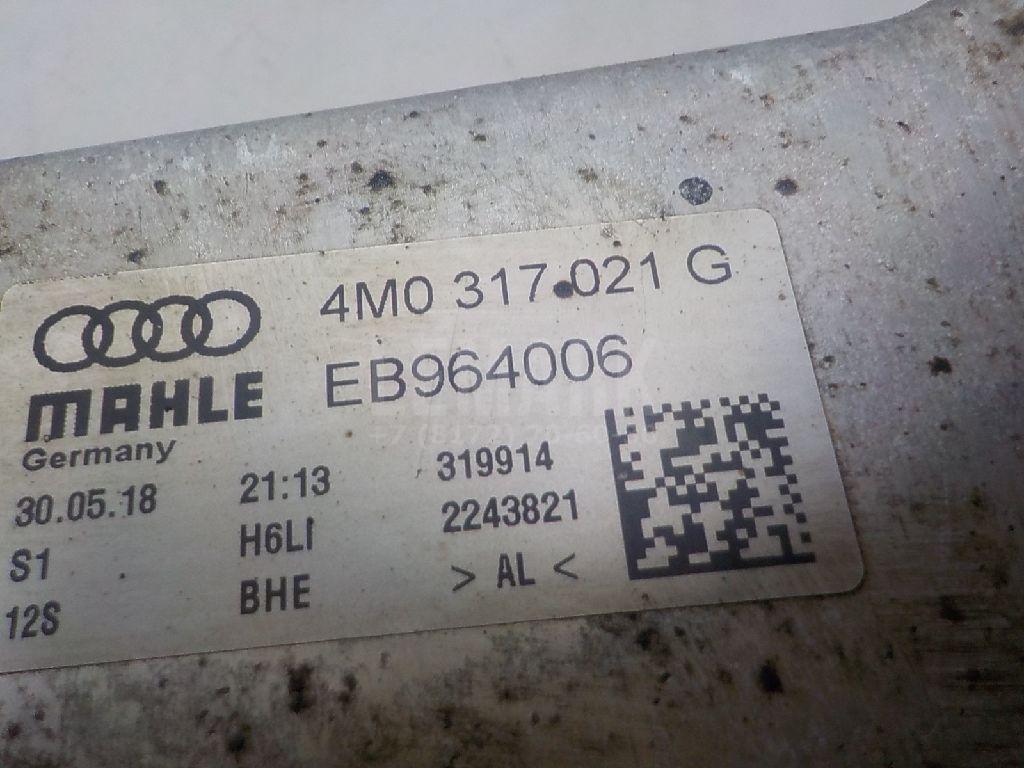 4M0 317 021 G
EB964006
MAHLE
Germany
30.05.18 21:13 319914
S1 H6LI 2243821
12S BHE > AL <